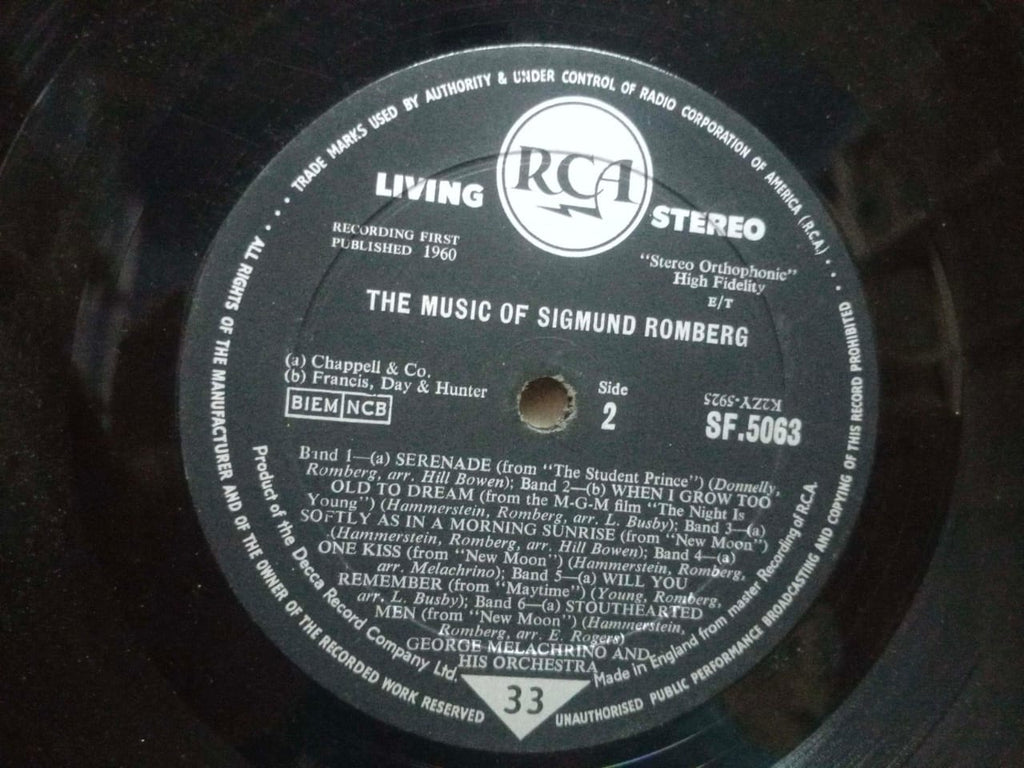 TRADE MARKS USED BY AUTHORITY & UNDER CONTROL OF RADIO CORPORATION OF AMERICA (R.C.A.) . . .
. . . ALL RIGHTS OF THE MANUFACTURER AND OF THE OWNER OF THE RECORDED WORK RESERVED
UNAUTHORISED PUBLIC PERFORMANCE BROADCASTING AND COPYING OF THIS RECORD PROHIBITED
RCA
LIVING STEREO
RECORDING FIRST
PUBLISHED 1960
"Stereo Orthophonic"
High Fidelity
E/T
THE MUSIC OF SIGMUND ROMBERG
(a) Chappell & Co.
(b) Francis, Day & Hunter
BIEM NCB
Side
2
KZZY-5925
SF.5063
Band 1—(a) SERENADE (from "The Student Prince") (Donnelly,
Romberg, arr. Hill Bowen); Band 2—(b) WHEN I GROW TOO
OLD TO DREAM (from the M-G-M film "The Night Is
Young") (Hammerstein, Romberg, arr. L. Busby); Band 3—(a)
SOFTLY AS IN A MORNING SUNRISE (from "New Moon")
(Hammerstein, Romberg, arr. Hill Bowen); Band 4—(a)
ONE KISS (from "New Moon") (Hammerstein, Romberg,
arr. Melachrino); Band 5—(a) WILL YOU
REMEMBER (from "Maytime") (Young, Romberg,
arr. L. Busby); Band 6—(a) STOUTHEARTED
MEN (from "New Moon") (Hammerstein,
Romberg, arr. E. Rogers)
GEORGE MELACHRINO AND
HIS ORCHESTRA
Product of the Decca Record Company Ltd.
Made in England from master Recording of R.C.A.
33